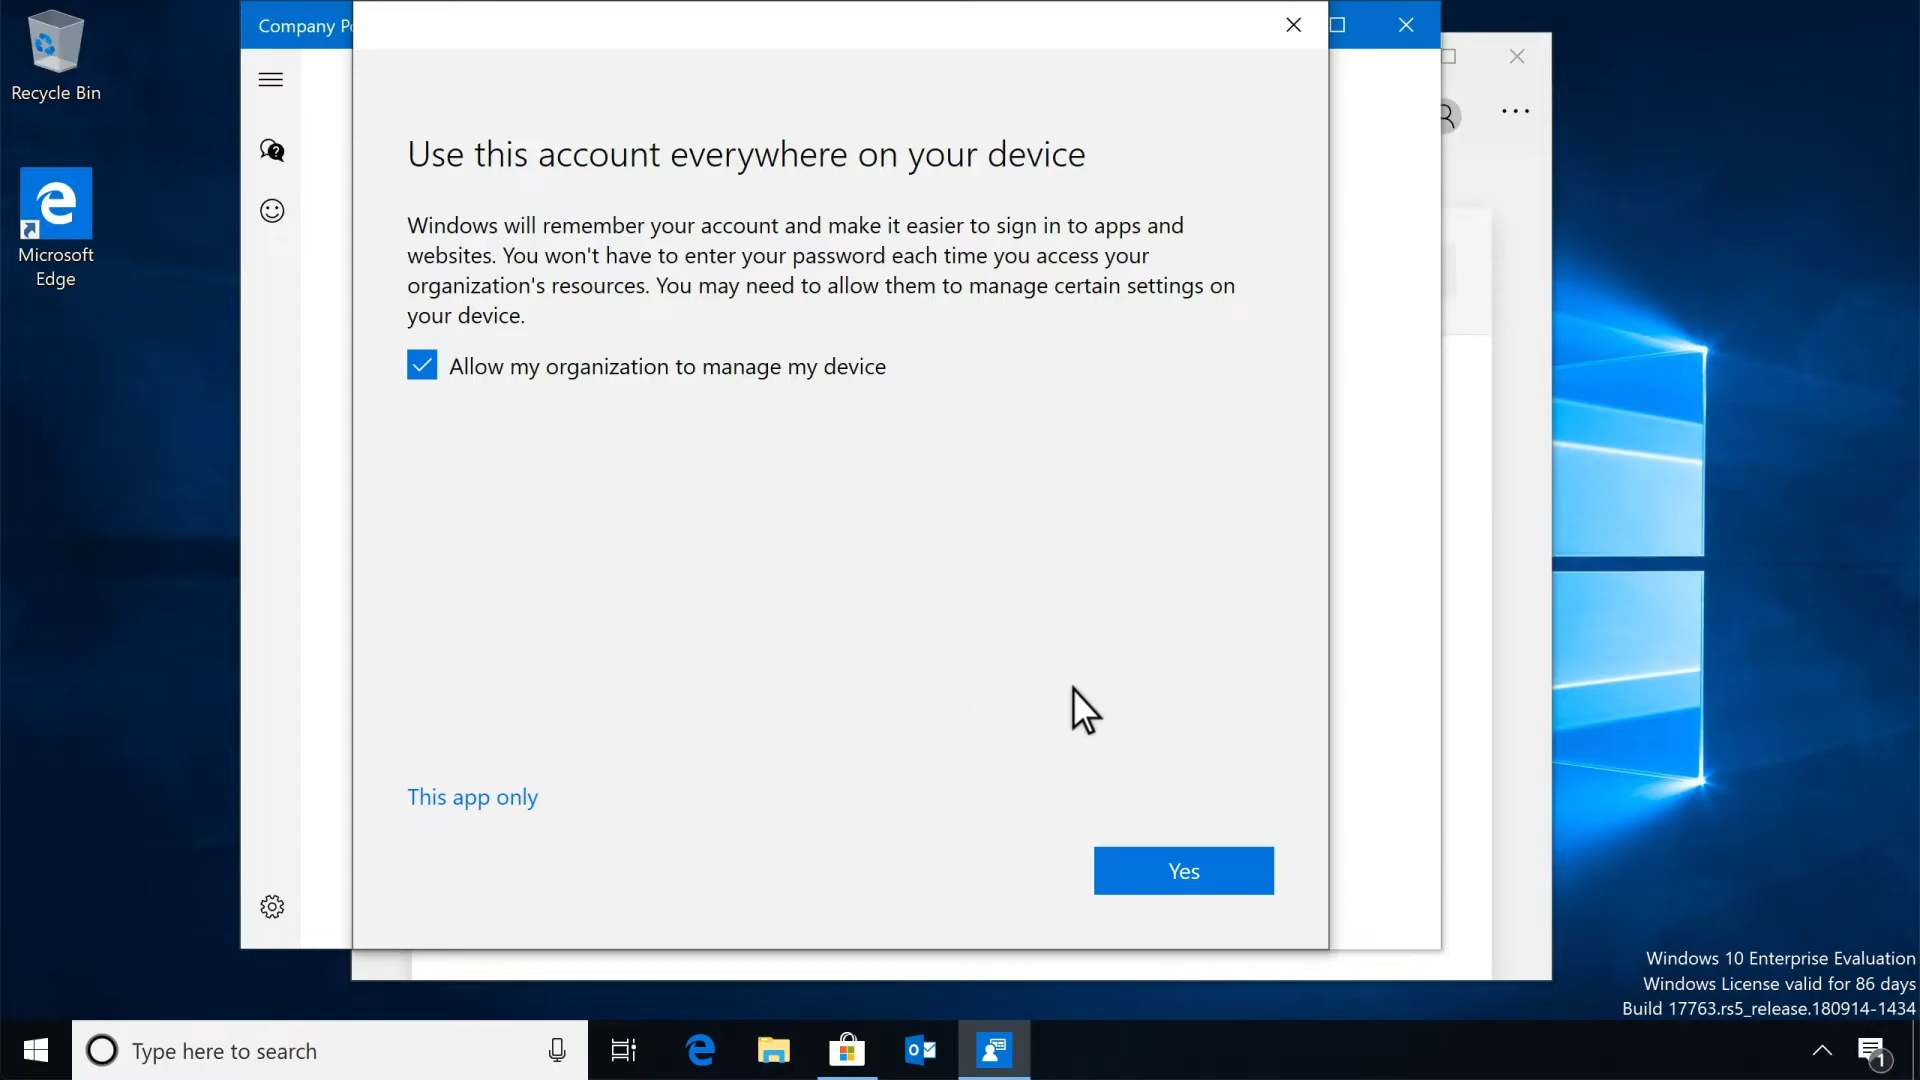 Recycle Bin
Microsoft
Edge
Company Po
Use this account everywhere on your device
Windows will remember your account and make it easier to sign in to apps and
websites. You won't have to enter your password each time you access your
organization's resources. You may need to allow them to manage certain settings on
your device.
Allow my organization to manage my device
This app only
Yes
Windows 10 Enterprise Evaluation
Windows License valid for 86 days
Build 17763.rs5_release.180914-1434
Type here to search
1